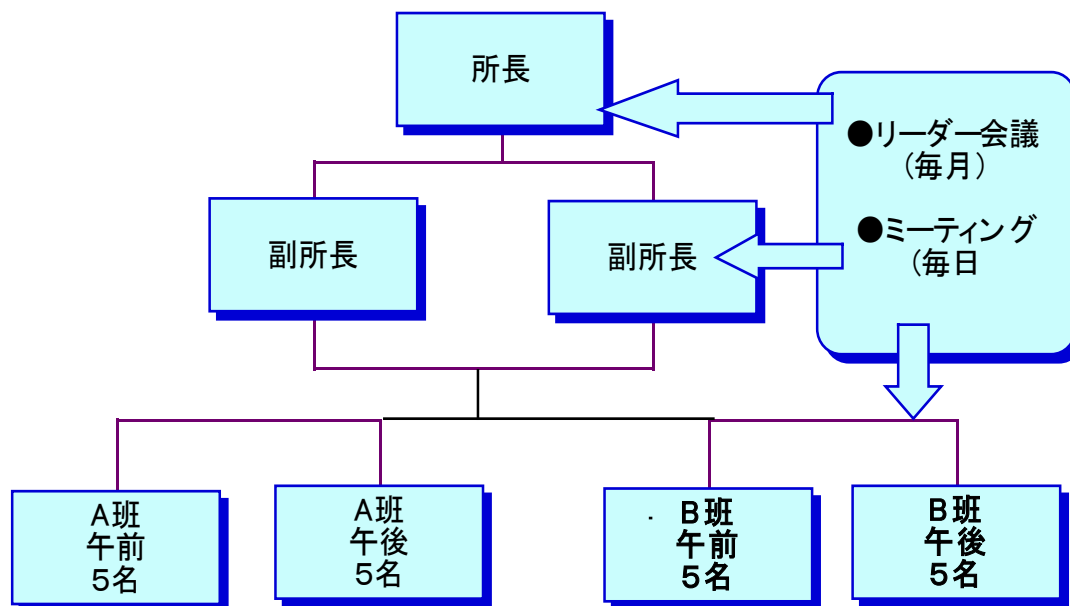 所長
●リーダー会議
(毎月)
●ミーティング
(毎日
副所長
副所長
A班
午前
5名
A班
午後
5名
B班
午前
5名
B班
午後
5名